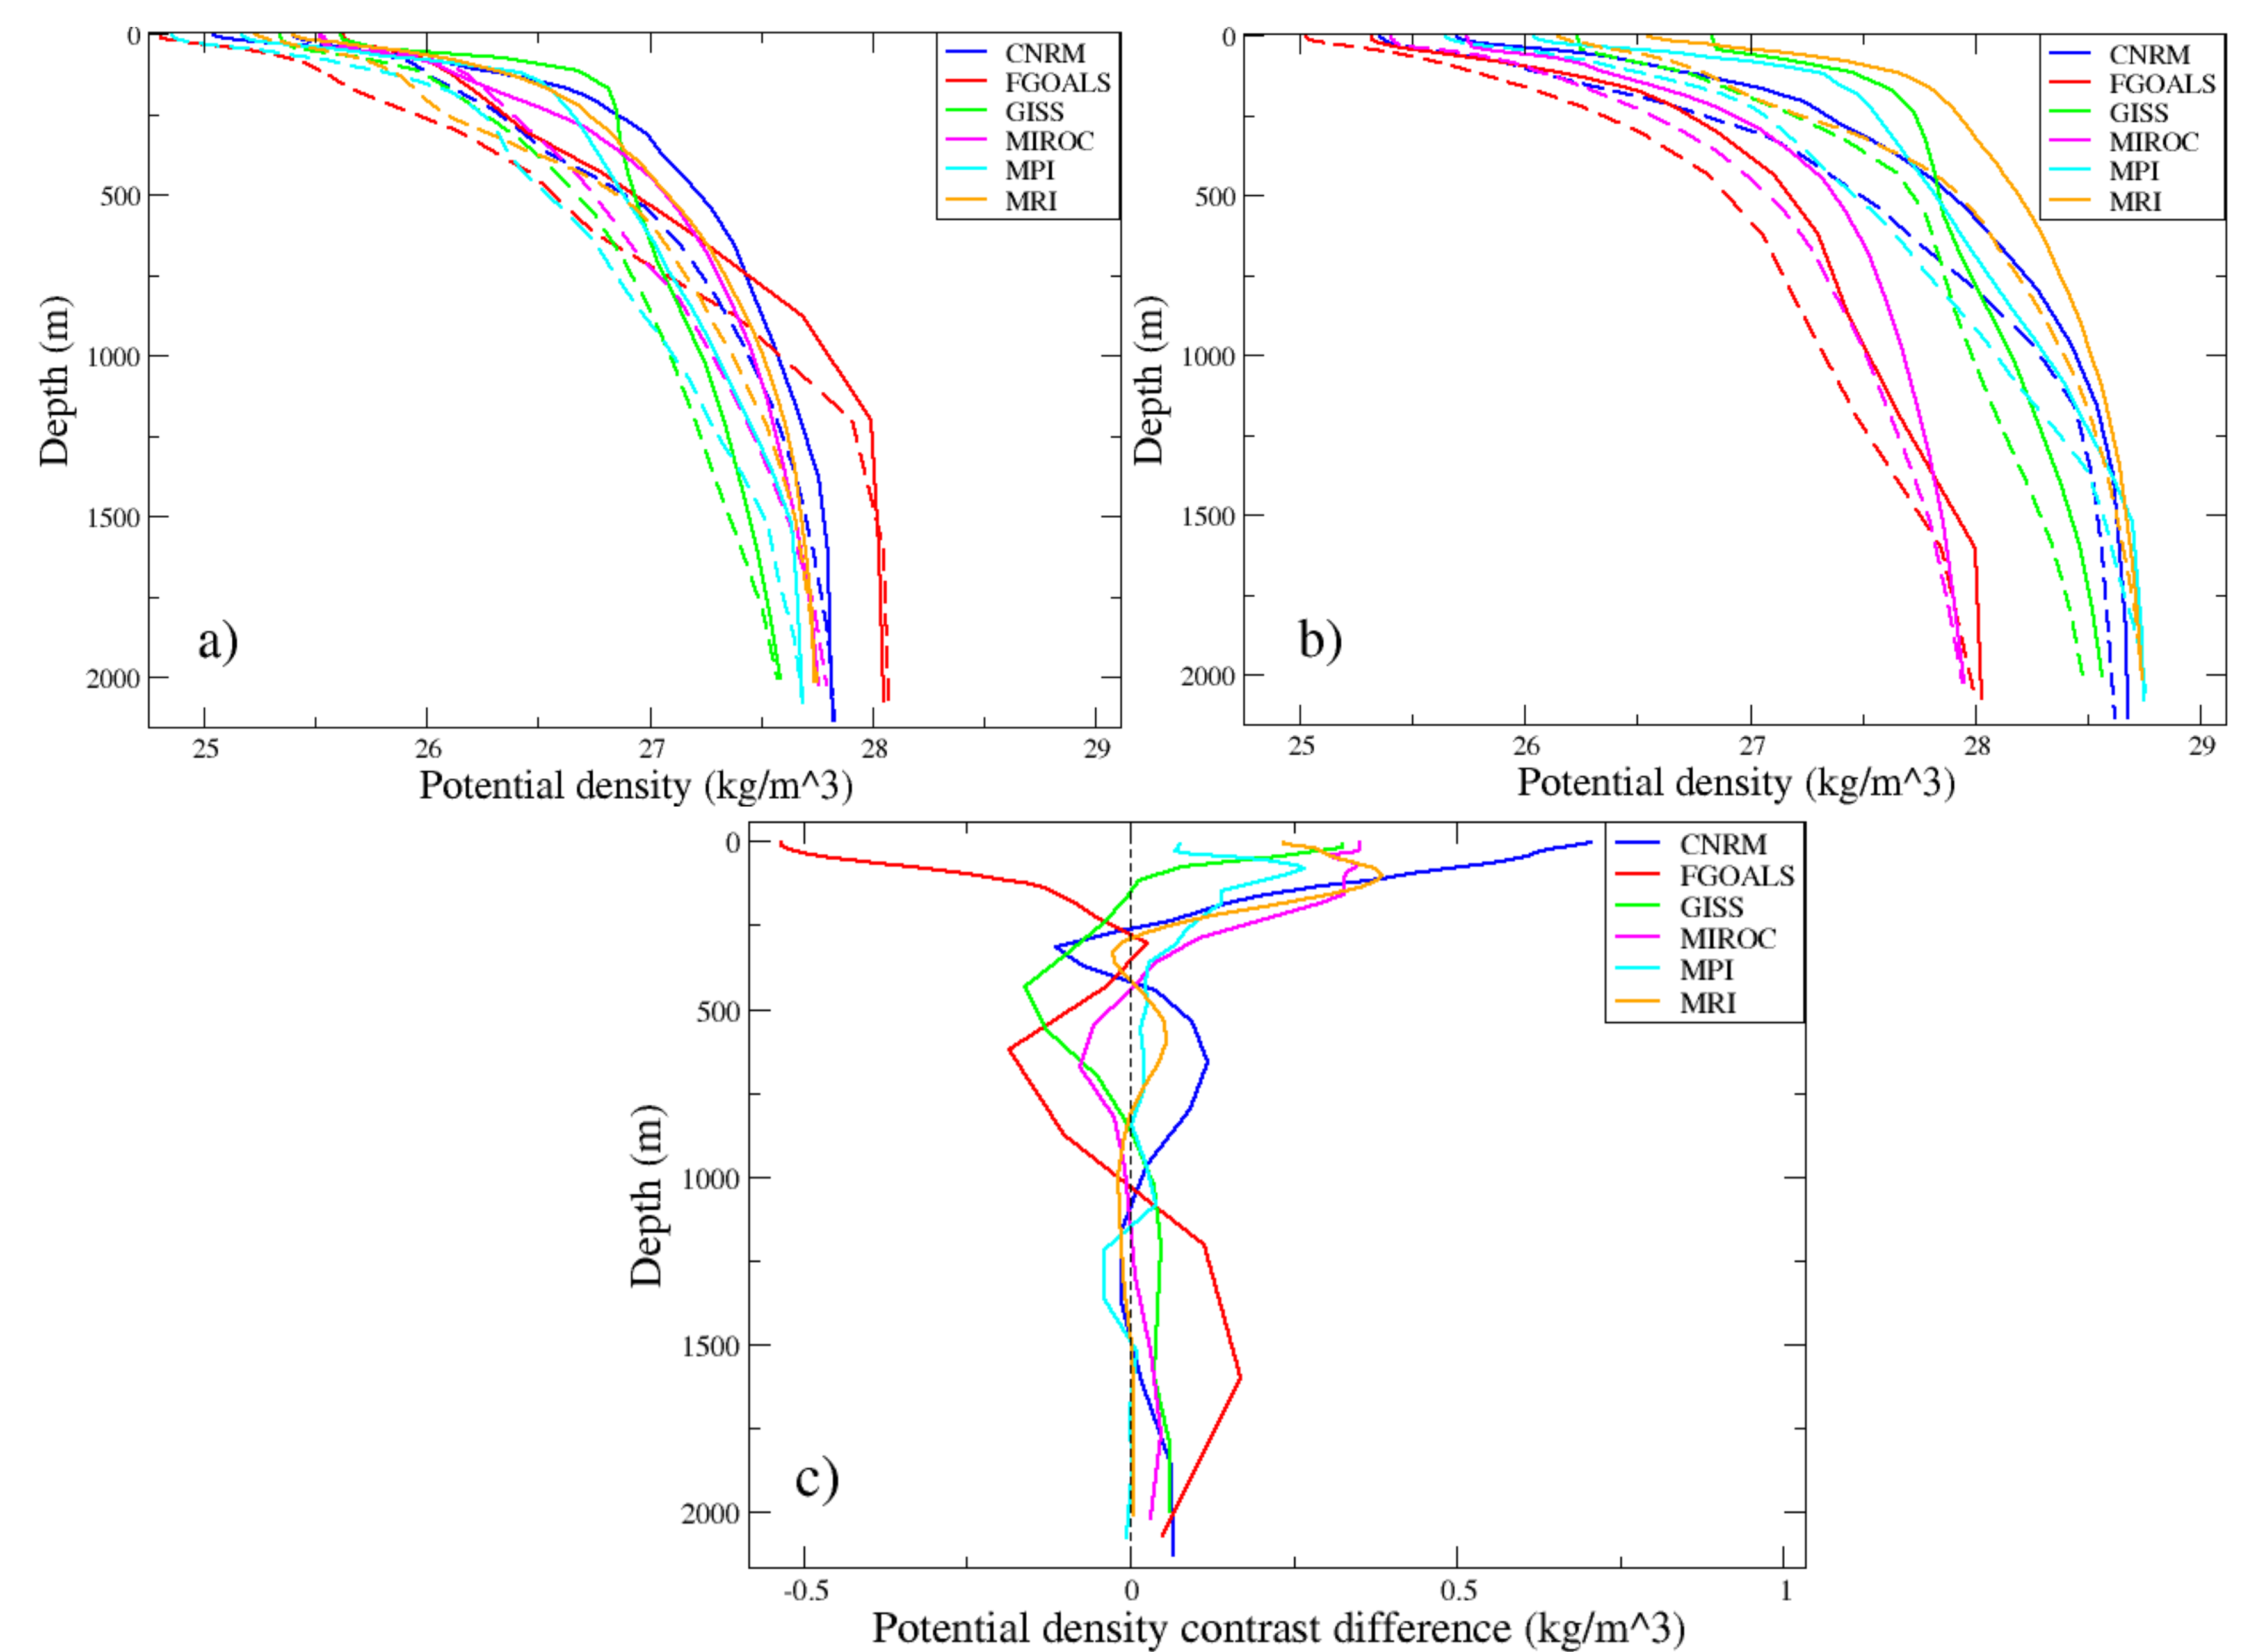 0
500
1000
1500
2000
Depth (m)
25
26
27
28
29
Potential density (kg/m^3)
CNRM
FGOALS
GISS
MIROC
MPI
MRI
a)
0
500
1000
1500
2000
Depth (m)
25
26
27
28
29
Potential density (kg/m^3)
CNRM
FGOALS
GISS
MIROC
MPI
MRI
b)
0
500
1000
1500
2000
Depth (m)
-0.5
0
0.5
1
Potential density contrast difference (kg/m^3)
CNRM
FGOALS
GISS
MIROC
MPI
MRI
c)